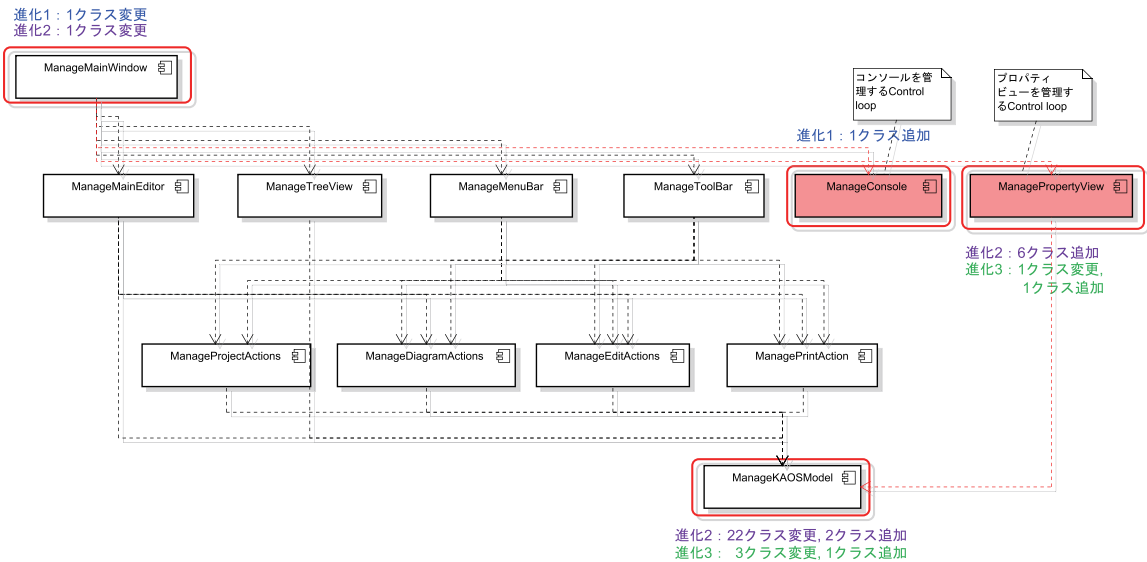 進化1：1クラス変更
進化2：1クラス変更
ManageMainWindow
コンソールを管
理するControl
loop
プロパティ
ビューを管理す
るControl loop
進化1：1クラス追加
ManageMainEditor
ManageTreeView
ManageMenuBar
ManageToolBar
ManageConsole
ManagePropertyView
進化2：6クラス追加
進化3：1クラス変更,
1クラス追加
ManageProjectActions
ManageDiagramActions
ManageEditActions
ManagePrintAction
ManageKAOSModel
進化2：22クラス変更, 2クラス追加
進化3： 3クラス変更, 1クラス追加